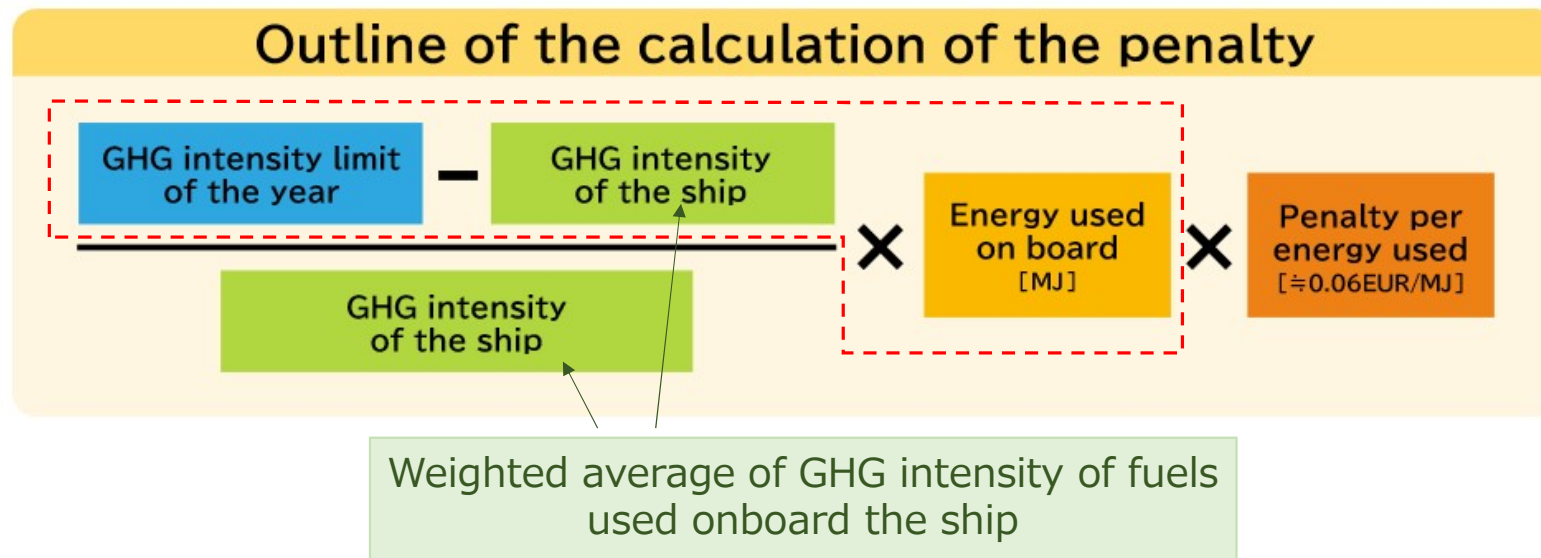 Outline of the calculation of the penalty
GHG intensity limit
of the year
−
GHG intensity
of the ship
GHG intensity
of the ship
×
Energy used
on board
[MJ]
×
Penalty per
energy used
[≒0.06EUR/MJ]
Weighted average of GHG intensity of fuels
used onboard the ship